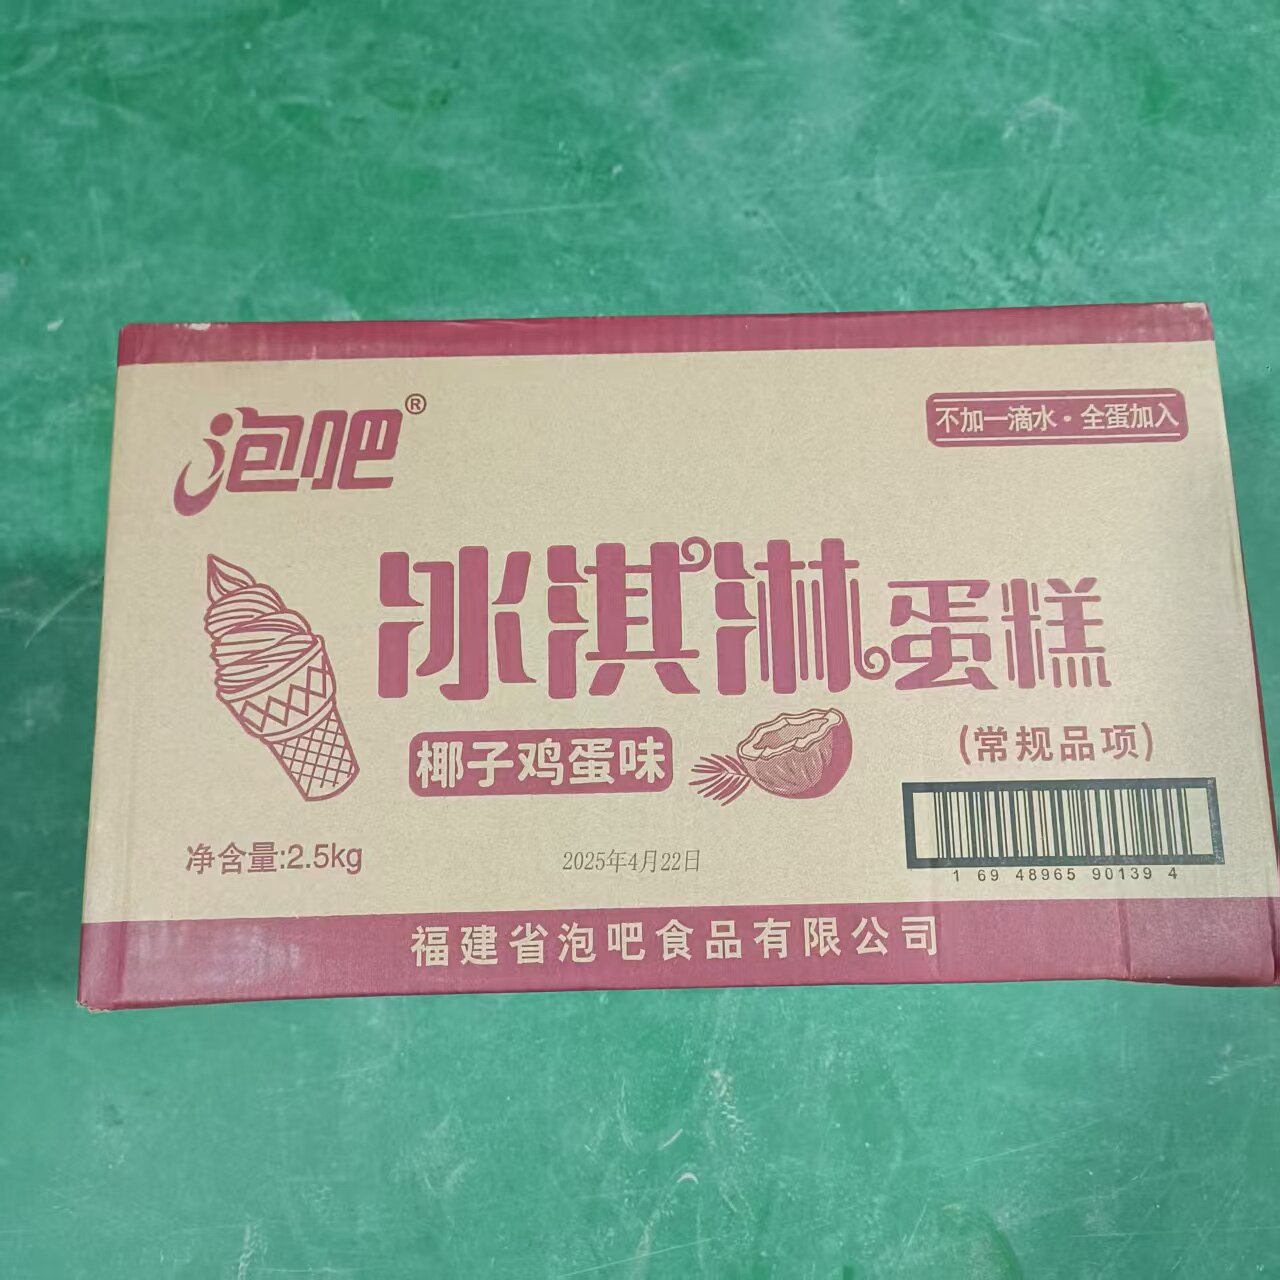 泡吧®
不加一滴水·全蛋加入
冰淇淋蛋糕
椰子鸡蛋味
(常规品项)
净含量:2.5kg
2025年4月22日
1 69 48965 90139 4
福建省泡吧食品有限公司